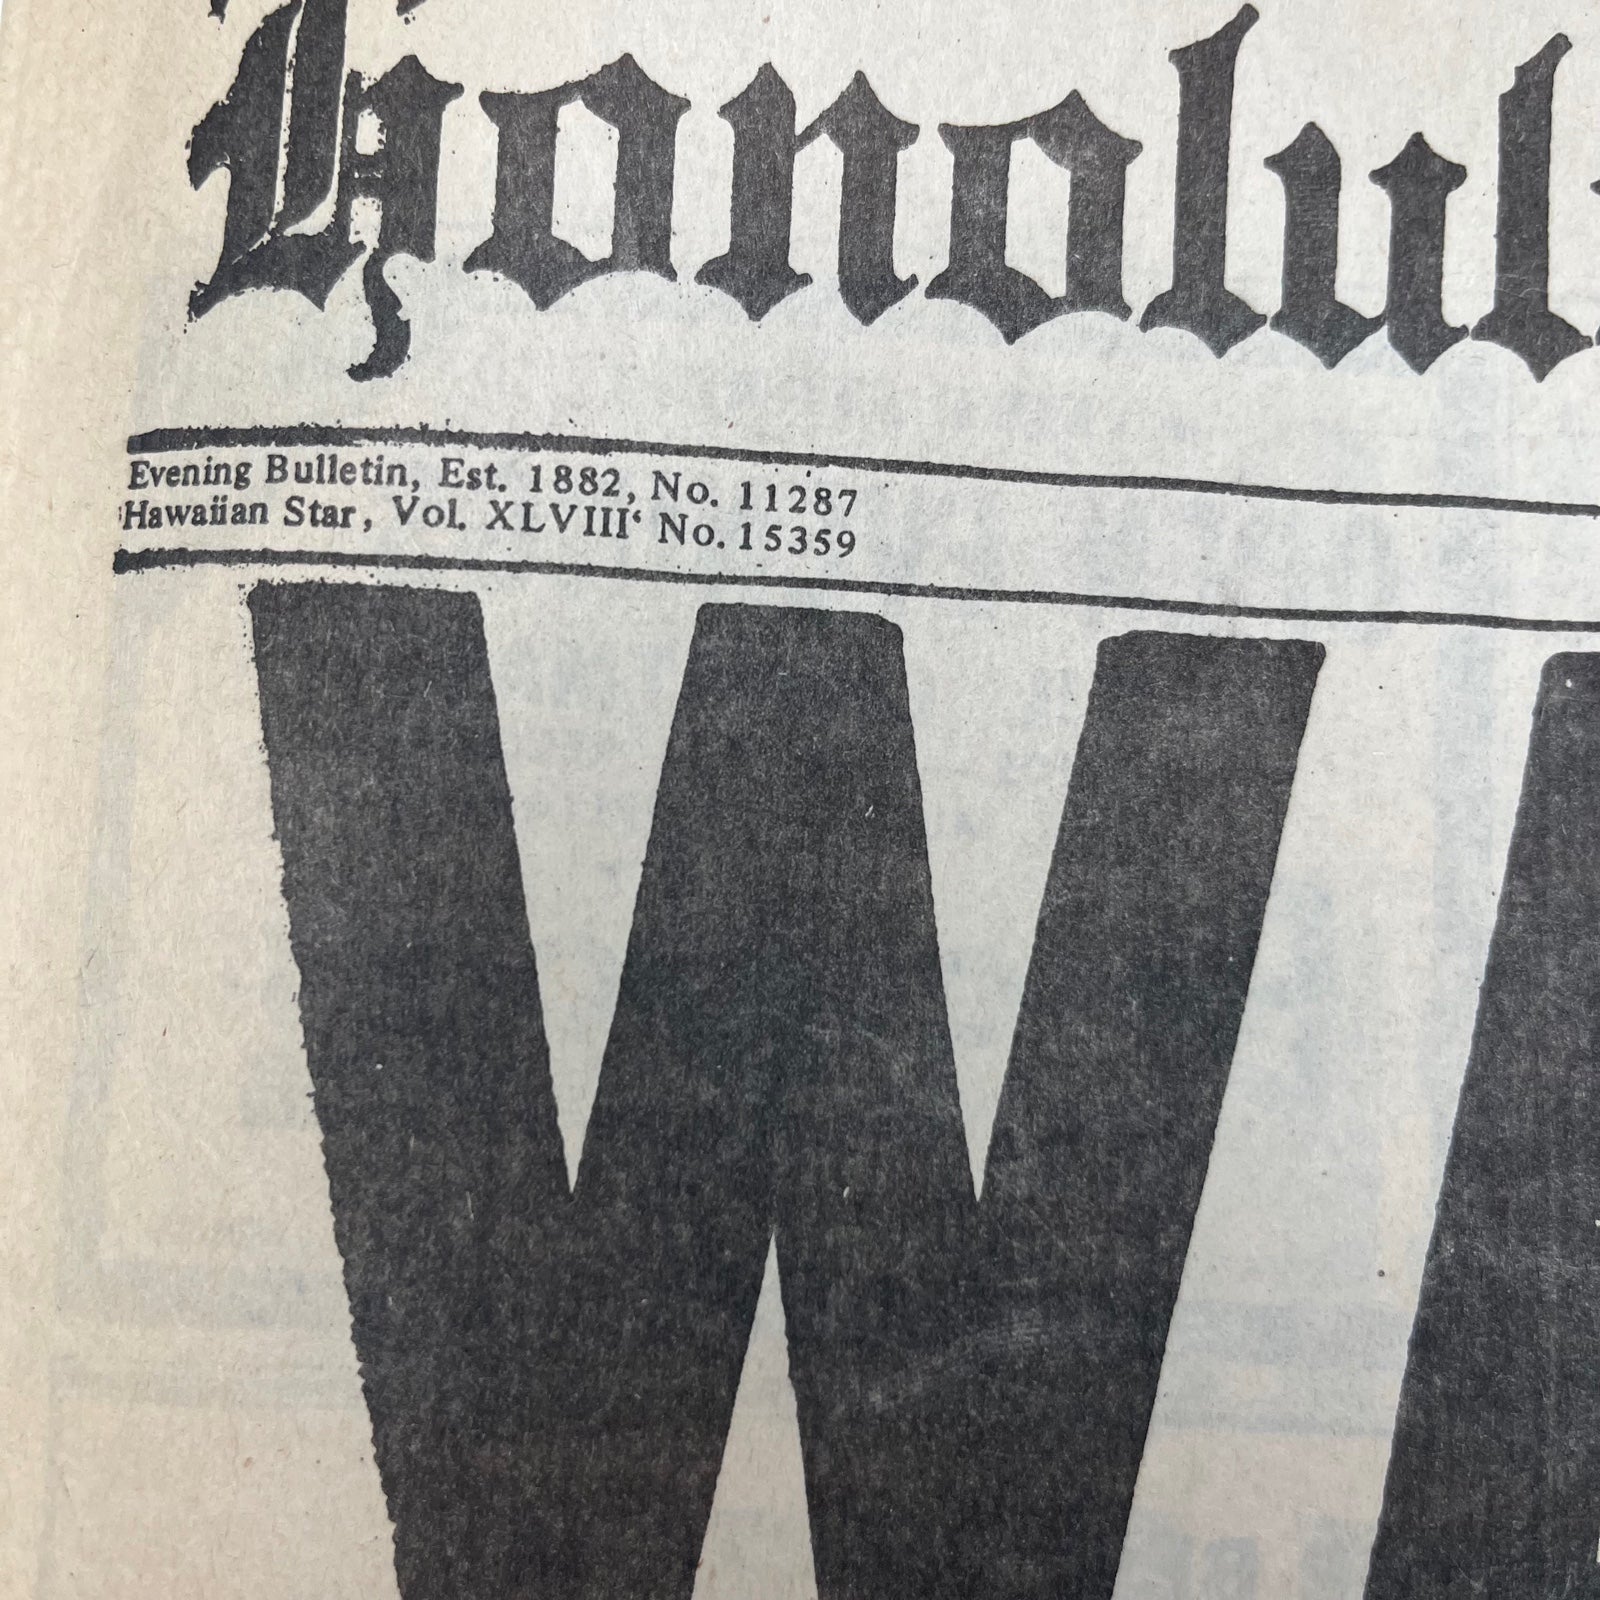 Honolul
Evening Bulletin, Est. 1882, No. 11287
Hawaiian Star, Vol. XLVIII‘ No. 15359
W